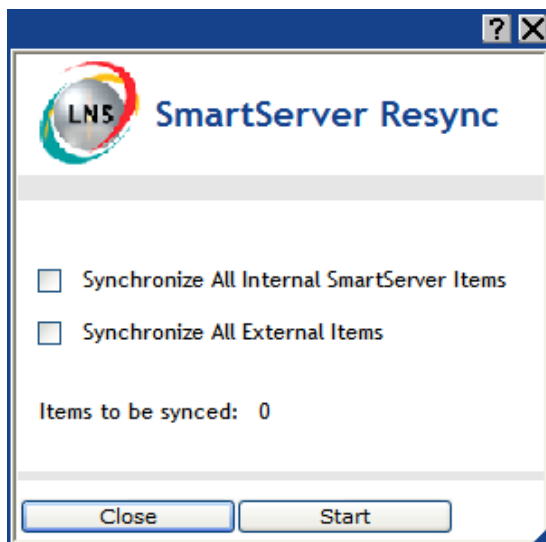 ?
LNS
SmartServer Resync
Synchronize All Internal SmartServer Items
Synchronize All External Items
Items to be synced: 0
Close
Start